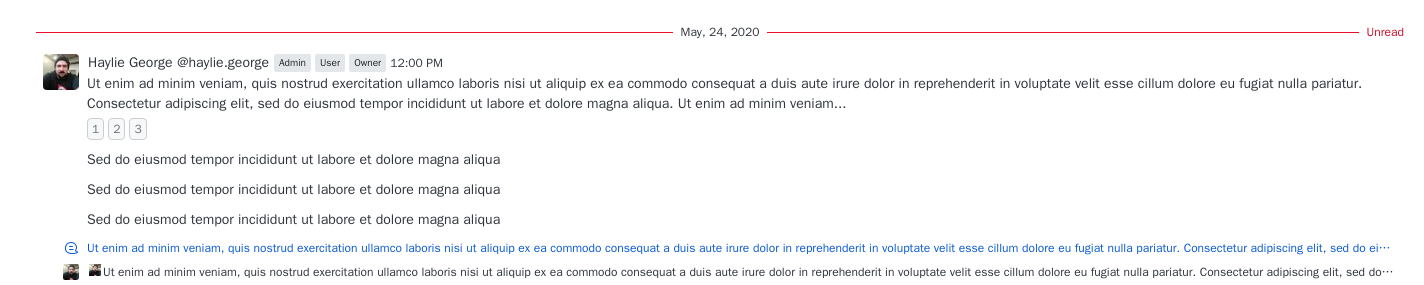 May, 24, 2020
Unread
Haylie George @haylie.george Admin User Owner 12:00 PM
Ut enim ad minim veniam, quis nostrud exercitation ullamco laboris nisi ut aliquip ex ea commodo consequat a duis aute irure dolor in reprehenderit in voluptate velit esse cillum dolore eu fugiat nulla pariatur.
Consectetur adipiscing elit, sed do eiusmod tempor incididunt ut labore et dolore magna aliqua. Ut enim ad minim veniam...
1 2 3
Sed do eiusmod tempor incididunt ut labore et dolore magna aliqua
Sed do eiusmod tempor incididunt ut labore et dolore magna aliqua
Sed do eiusmod tempor incididunt ut labore et dolore magna aliqua
Ut enim ad minim veniam, quis nostrud exercitation ullamco laboris nisi ut aliquip ex ea commodo consequat a duis aute irure dolor in reprehenderit in voluptate velit esse cillum dolore eu fugiat nulla pariatur. Consectetur adipiscing elit, sed do ei...
Ut enim ad minim veniam, quis nostrud exercitation ullamco laboris nisi ut aliquip ex ea commodo consequat a duis aute irure dolor in reprehenderit in voluptate velit esse cillum dolore eu fugiat nulla pariatur. Consectetur adipiscing elit, sed do...